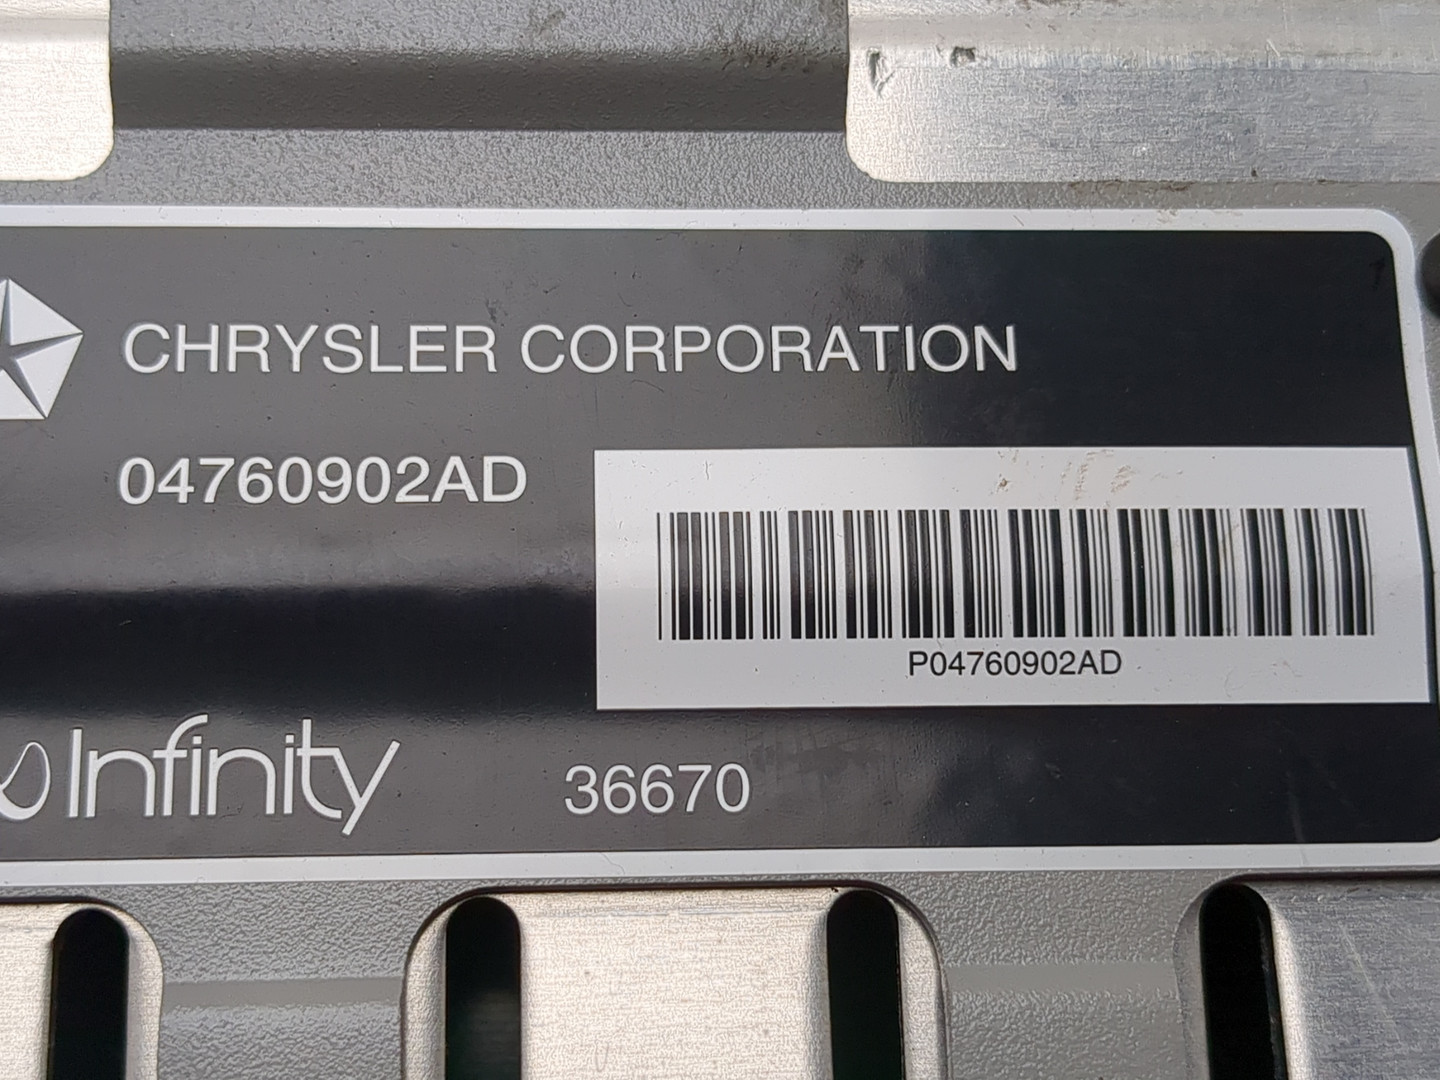 CHRYSLER CORPORATION
04760902AD
P04760902AD
Infinity
36670